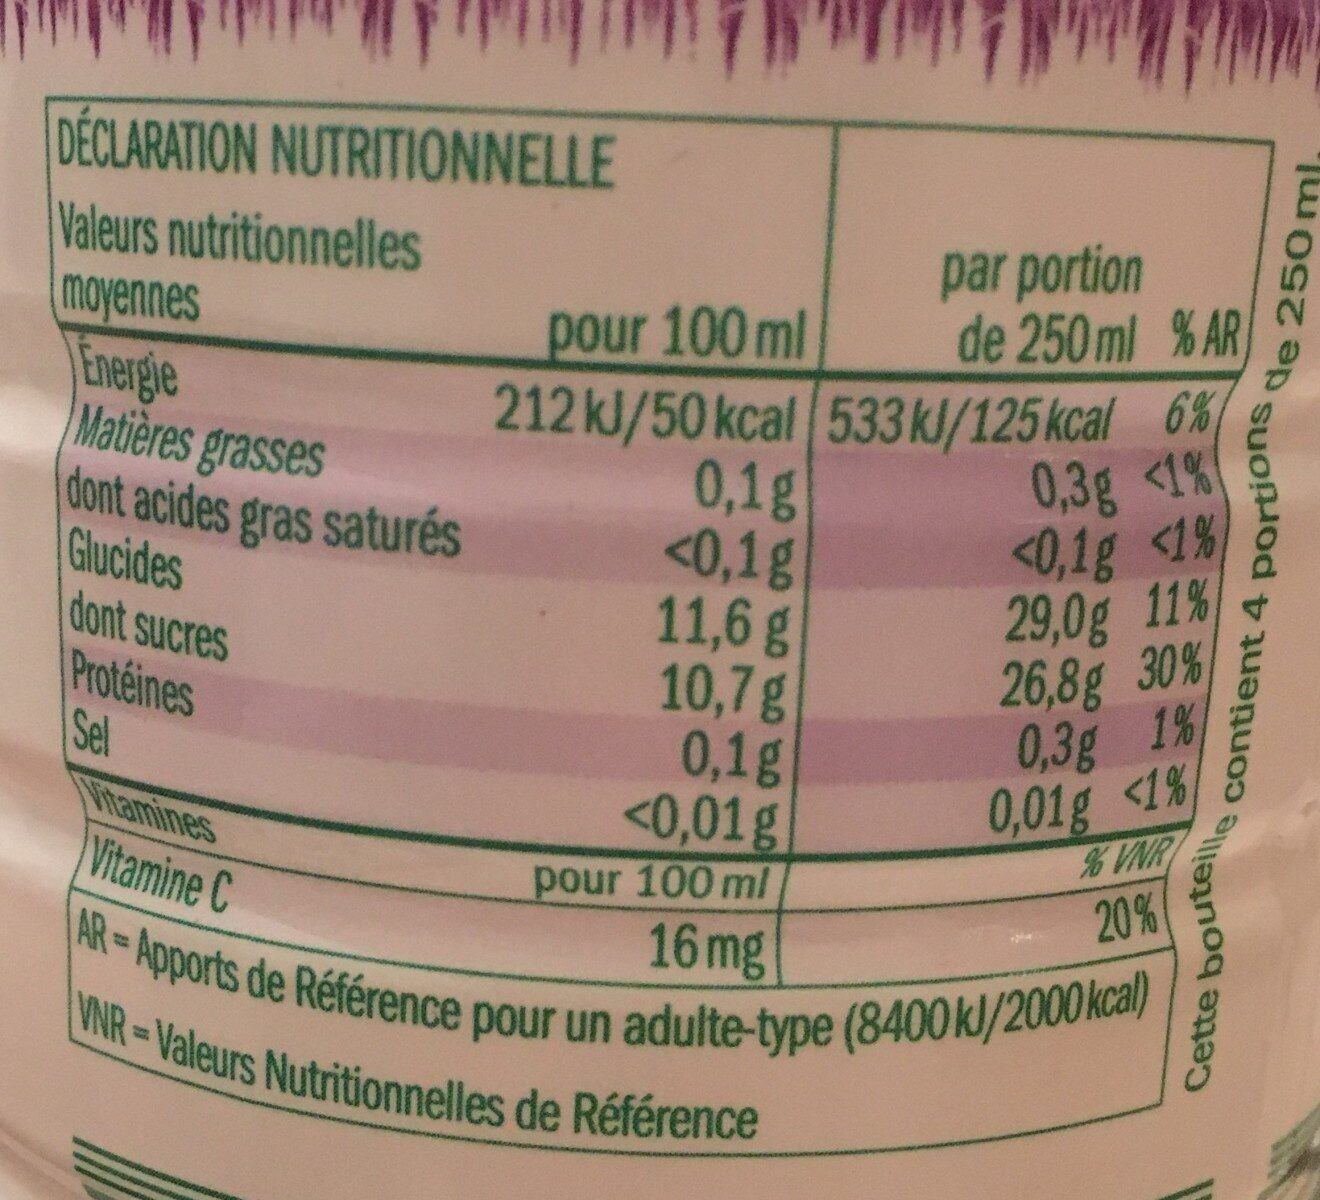 DÉCLARATION NUTRITIONNELLE
Valeurs nutritionnelles moyennes pour 100 ml par portion de 250 ml % AR
Énergie 212 kJ/50 kcal 533 kJ/125 kcal 6%
Matières grasses 0,1g 0,3g <1%
dont acides gras saturés <0,1g <0,1g <1%
Glucides 11,6 g 29,0g 11%
dont sucres 10,7g 26,8g 30%
Protéines 0,1g 0,3g 1%
Sel <0,01g 0,01g <1%
Vitamines pour 100 ml % VNR
Vitamine C 16 mg 20%
AR = Apports de Référence pour un adulte-type (8400 kJ/2000 kcal)
VNR = Valeurs Nutritionnelles de Référence
Cette bouteille contient 4 portions de 250 ml.